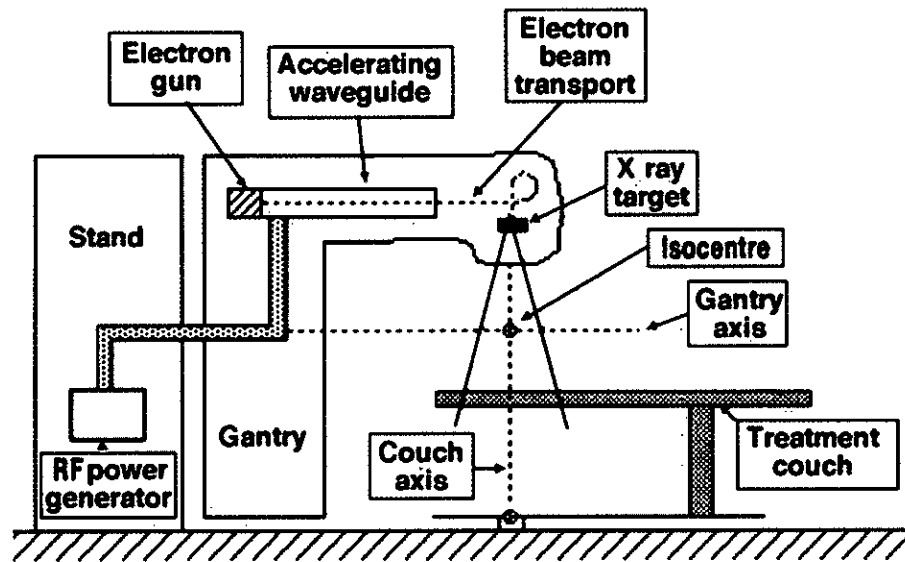 Electron
gun
Accelerating
waveguide
Electron
beam
transport
X ray
target
Stand
Isocentre
Gantry
axis
Gantry
Couch
axis
Treatment
couch
RF power
generator